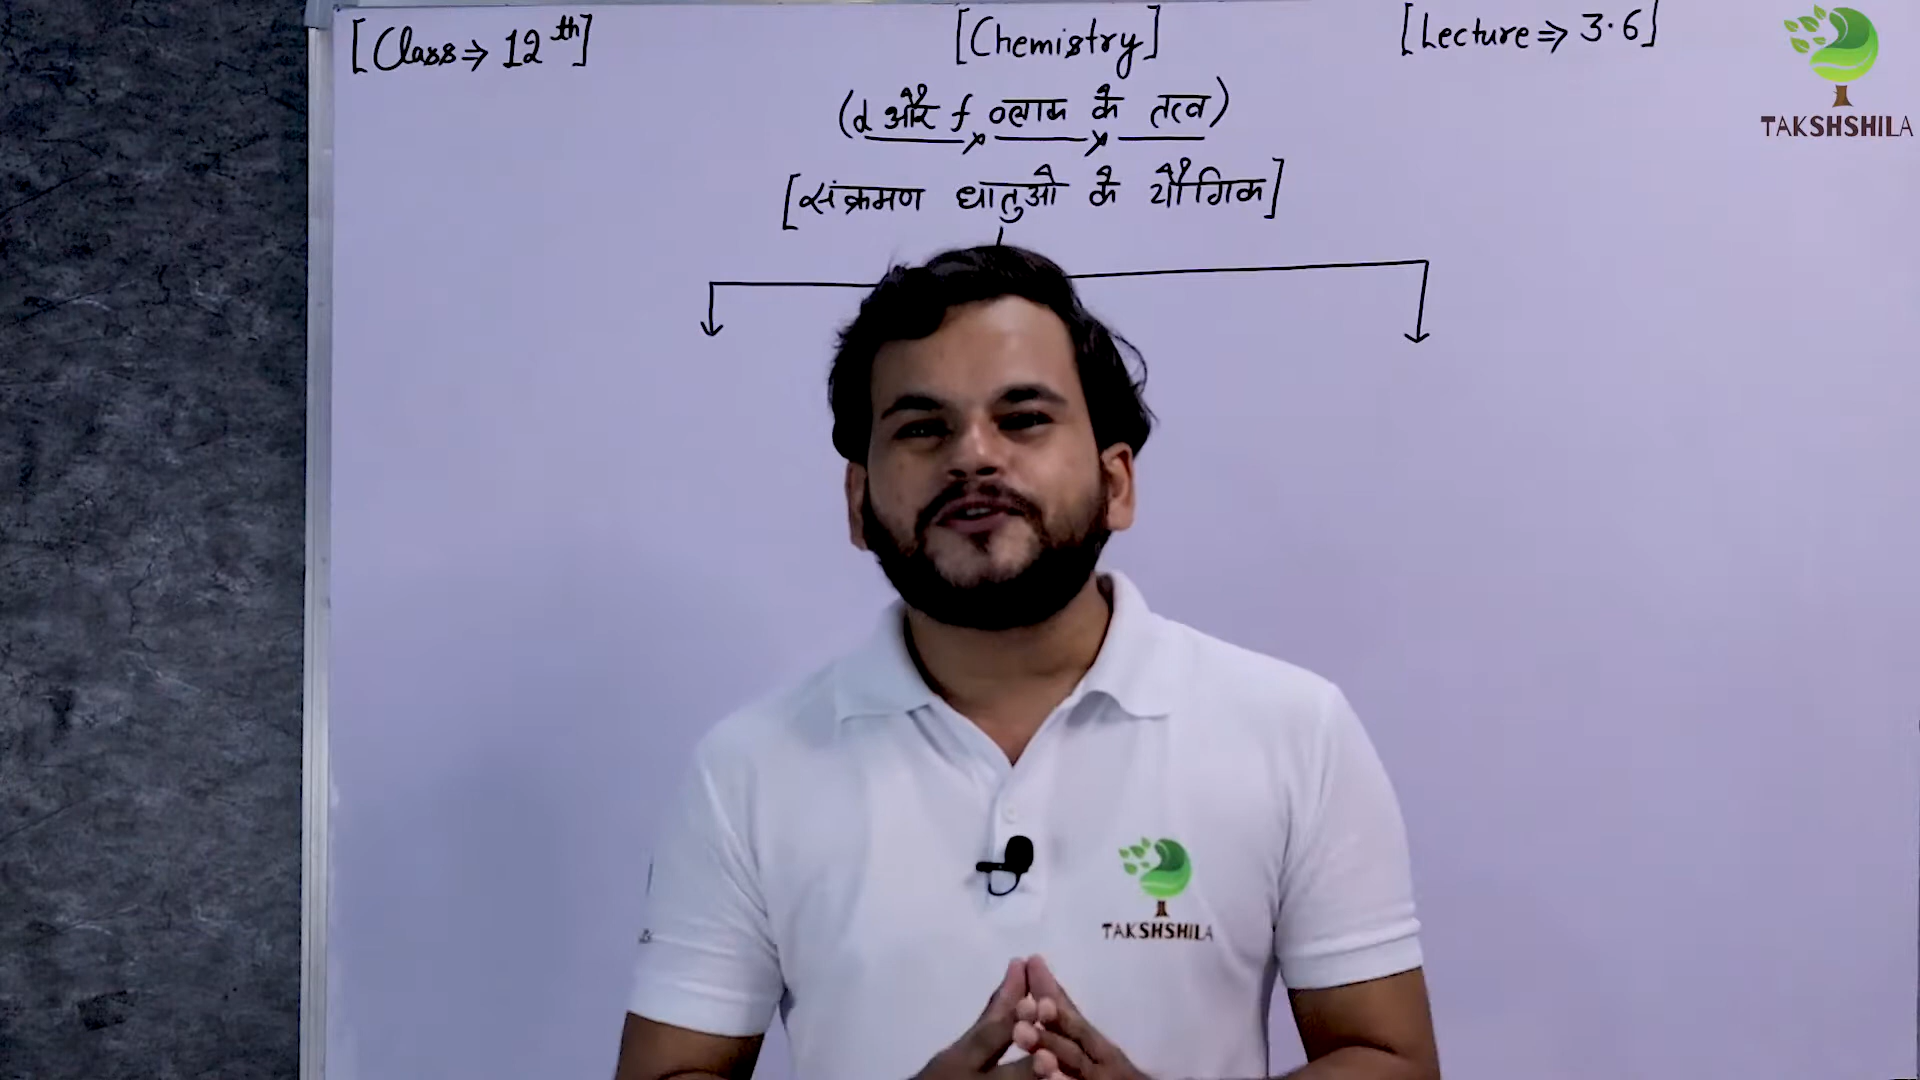 [Class ⇒ 12th]
[Chemistry]
[Lecture ⇒ 3.6]
TAKSHSHILA
(d और f ब्लाक के तत्व)
[संक्रमण धातुओ के यौगिक]
TAKSHSHILA